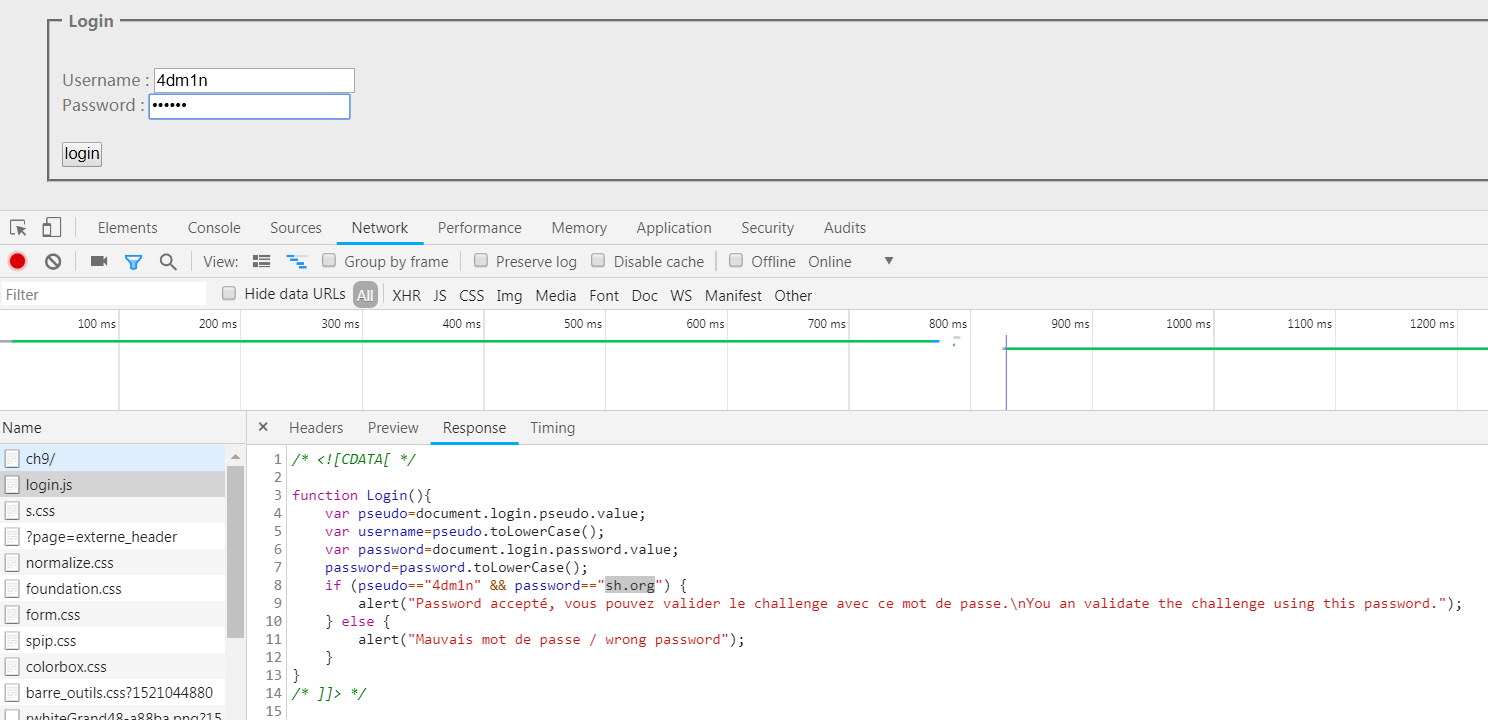 Login
Username : 4dm1n
Password : ••••••
login
Elements Console Sources Network Performance Memory Application Security Audits
View: Group by frame Preserve log Disable cache Offline Online ▼
Filter Hide data URLs All XHR JS CSS Img Media Font Doc WS Manifest Other
100 ms 200 ms 300 ms 400 ms 500 ms 600 ms 700 ms 800 ms 900 ms 1000 ms 1100 ms 1200 ms
Name
ch9/
login.js
s.css
?page=externe_header
normalize.css
foundation.css
form.css
spip.css
colorbox.css
barre_outils.css?1521044880
rwhiteGrand48-a88ba.png?15
× Headers Preview Response Timing
1 /* <![CDATA[ */
2
3 function Login(){
4     var pseudo=document.login.pseudo.value;
5     var username=pseudo.toLowerCase();
6     var password=document.login.password.value;
7     password=password.toLowerCase();
8     if (pseudo=="4dm1n" && password=="sh.org") {
9         alert("Password accepté, vous pouvez valider le challenge avec ce mot de passe.\nYou an validate the challenge using this password.");
10     } else {
11         alert("Mauvais mot de passe / wrong password");
12     }
13 }
14 /* ]]> */
15